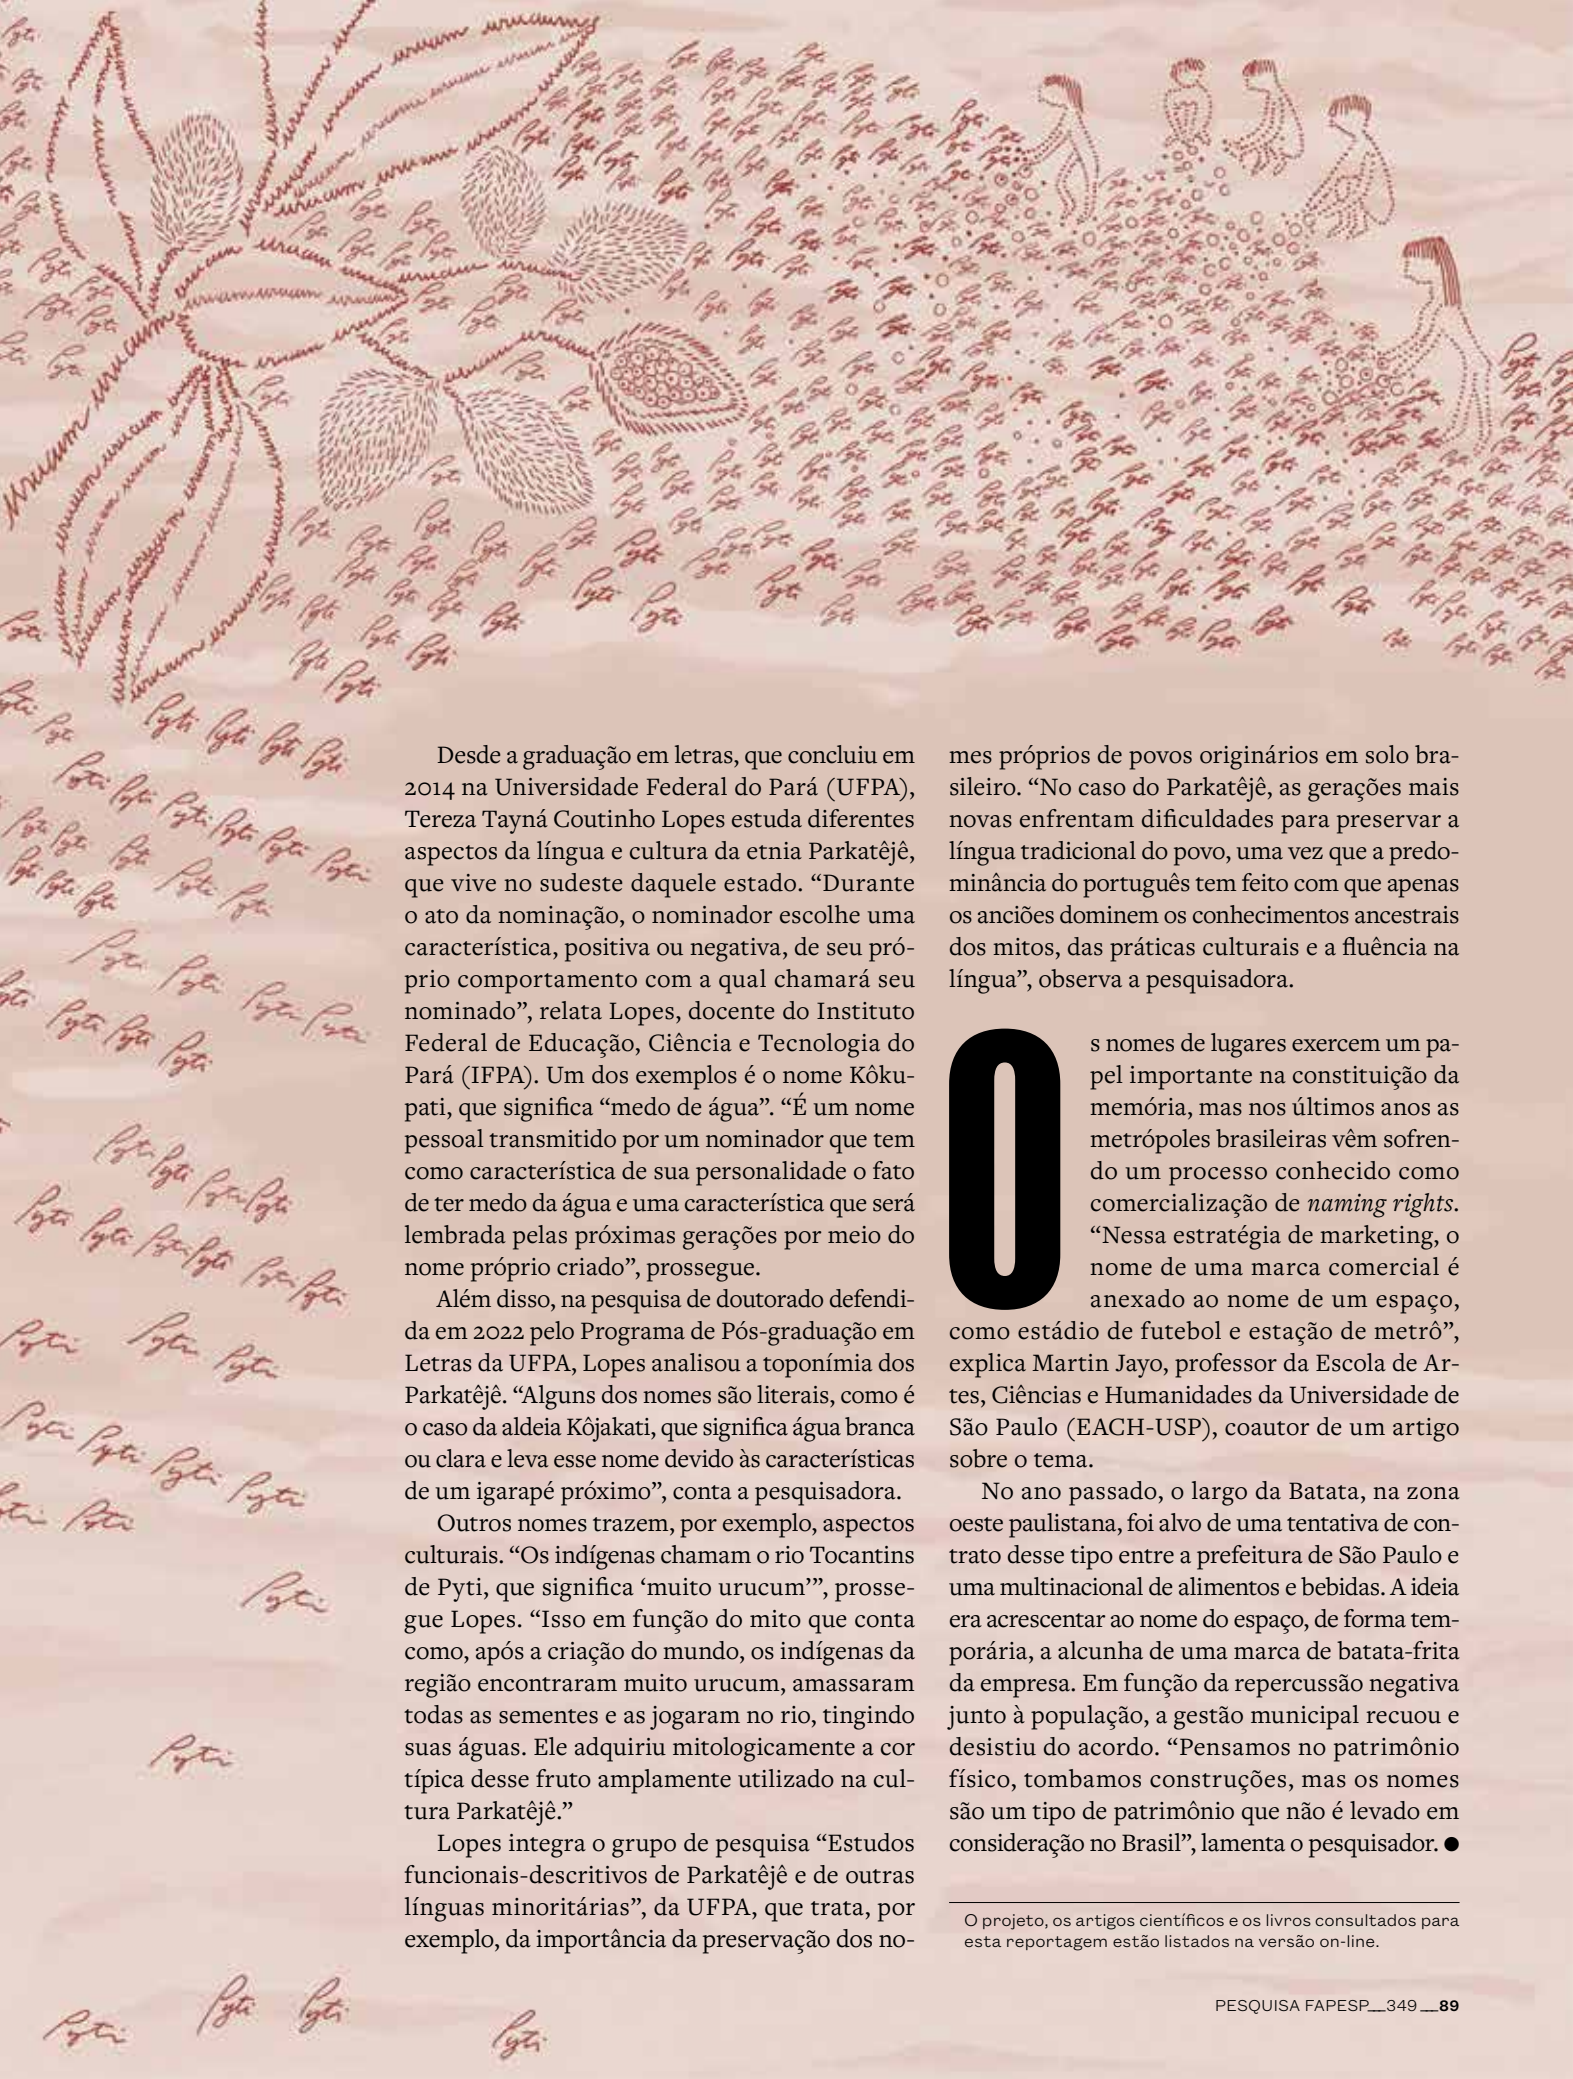 Desde a graduação em letras, que concluiu em
2014 na Universidade Federal do Pará (UFPA),
Tereza Tayná Coutinho Lopes estuda diferentes
aspectos da língua e cultura da etnia Parkatêjê,
que vive no sudeste daquele estado. “Durante
o ato da nominação, o nominador escolhe uma
característica, positiva ou negativa, de seu pró-
prio comportamento com a qual chamará seu
nominado”, relata Lopes, docente do Instituto
Federal de Educação, Ciência e Tecnologia do
Pará (IFPA). Um dos exemplos é o nome Kôku-
pati, que significa “medo de água”. “É um nome
pessoal transmitido por um nominador que tem
como característica de sua personalidade o fato
de ter medo da água e uma característica que será
lembrada pelas próximas gerações por meio do
nome próprio criado”, prossegue.
Além disso, na pesquisa de doutorado defendi-
da em 2022 pelo Programa de Pós-graduação em
Letras da UFPA, Lopes analisou a toponímia dos
Parkatêjê. “Alguns dos nomes são literais, como é
o caso da aldeia Kôjakati, que significa água branca
ou clara e leva esse nome devido às características
de um igarapé próximo”, conta a pesquisadora.
Outros nomes trazem, por exemplo, aspectos
culturais. “Os indígenas chamam o rio Tocantins
de Pyti, que significa ‘muito urucum’”, prosse-
gue Lopes. “Isso em função do mito que conta
como, após a criação do mundo, os indígenas da
região encontraram muito urucum, amassaram
todas as sementes e as jogaram no rio, tingindo
suas águas. Ele adquiriu mitologicamente a cor
típica desse fruto amplamente utilizado na cul-
tura Parkatêjê.”
Lopes integra o grupo de pesquisa “Estudos
funcionais-descritivos de Parkatêjê e de outras
línguas minoritárias”, da UFPA, que trata, por
exemplo, da importância da preservação dos no-
mes próprios de povos originários em solo bra-
sileiro. “No caso do Parkatêjê, as gerações mais
novas enfrentam dificuldades para preservar a
língua tradicional do povo, uma vez que a predo-
minância do português tem feito com que apenas
os anciões dominem os conhecimentos ancestrais
dos mitos, das práticas culturais e a fluência na
língua”, observa a pesquisadora.
Os nomes de lugares exercem um pa-
pel importante na constituição da
memória, mas nos últimos anos as
metrópoles brasileiras vêm sofren-
do um processo conhecido como
comercialização de naming rights.
“Nessa estratégia de marketing, o
nome de uma marca comercial é
anexado ao nome de um espaço,
como estádio de futebol e estação de metrô”,
explica Martin Jayo, professor da Escola de Ar-
tes, Ciências e Humanidades da Universidade de
São Paulo (EACH-USP), coautor de um artigo
sobre o tema.
No ano passado, o largo da Batata, na zona
oeste paulistana, foi alvo de uma tentativa de con-
trato desse tipo entre a prefeitura de São Paulo e
uma multinacional de alimentos e bebidas. A ideia
era acrescentar ao nome do espaço, de forma tem-
porária, a alcunha de uma marca de batata-frita
da empresa. Em função da repercussão negativa
junto à população, a gestão municipal recuou e
desistiu do acordo. “Pensamos no patrimônio
físico, tombamos construções, mas os nomes
são um tipo de patrimônio que não é levado em
consideração no Brasil”, lamenta o pesquisador. ●
O projeto, os artigos científicos e os livros consultados para
esta reportagem estão listados na versão on-line.
PESQUISA FAPESP 349 89